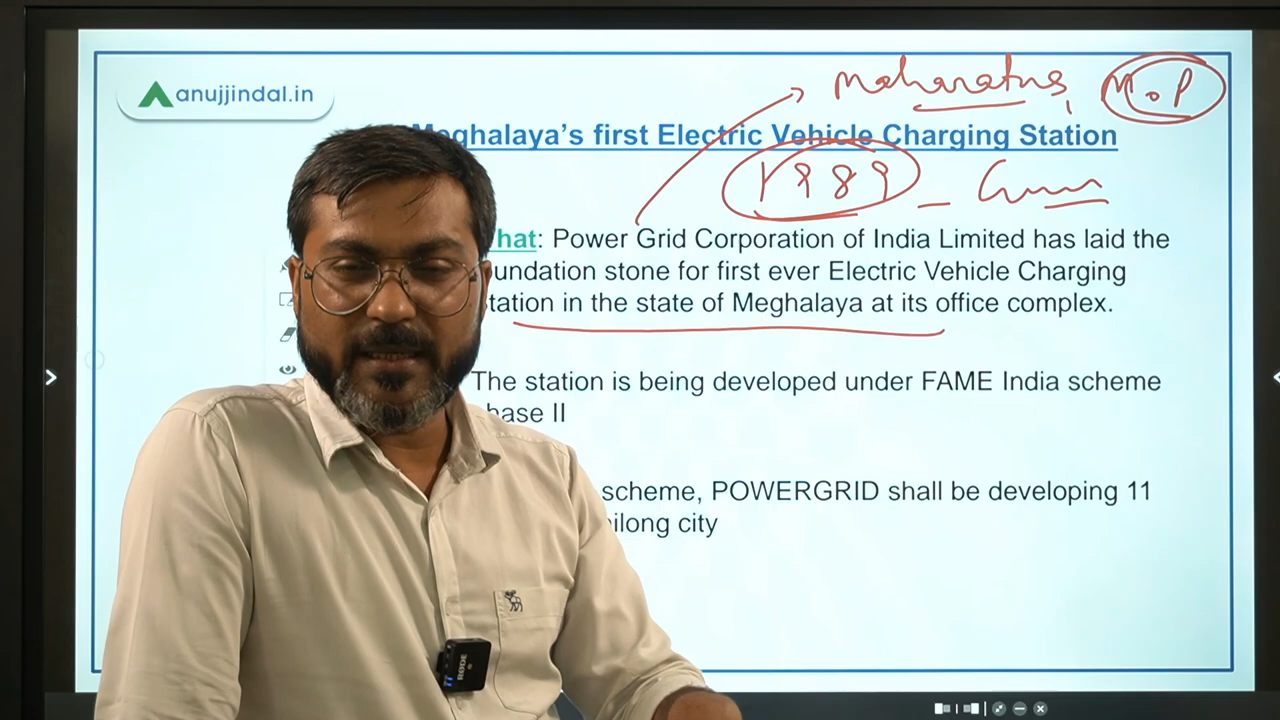 anujjindal.in
Maharatna, MoP
Meghalaya's first Electric Vehicle Charging Station
1989 -
hat: Power Grid Corporation of India Limited has laid the
undation stone for first ever Electric Vehicle Charging
tation in the state of Meghalaya at its office complex.
The station is being developed under FAME India scheme
hase II
scheme, POWERGRID shall be developing 11
ilong city
RØDE